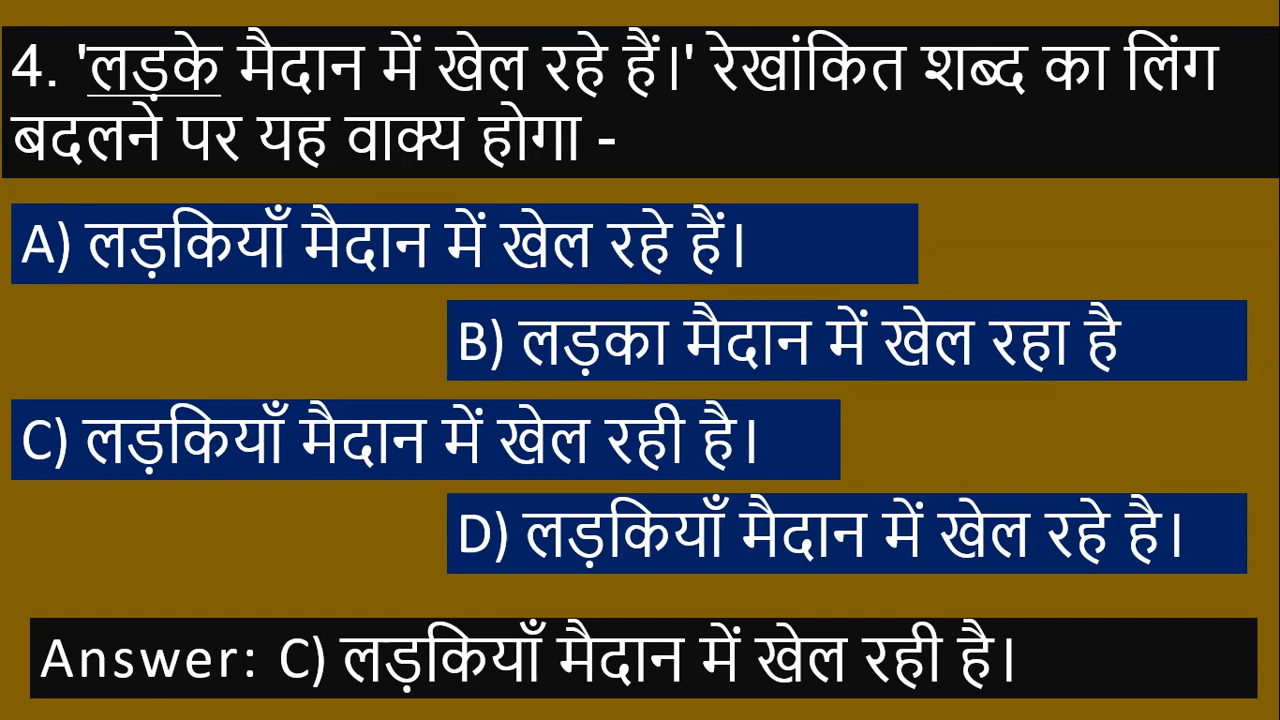 4. 'लड़के मैदान में खेल रहे हैं।' रेखांकित शब्द का लिंग
बदलने पर यह वाक्य होगा -
A) लड़कियाँ मैदान में खेल रहे हैं।
B) लड़का मैदान में खेल रहा है
C) लड़कियाँ मैदान में खेल रही है।
D) लड़कियाँ मैदान में खेल रहे है।
Answer: C) लड़कियाँ मैदान में खेल रही है।